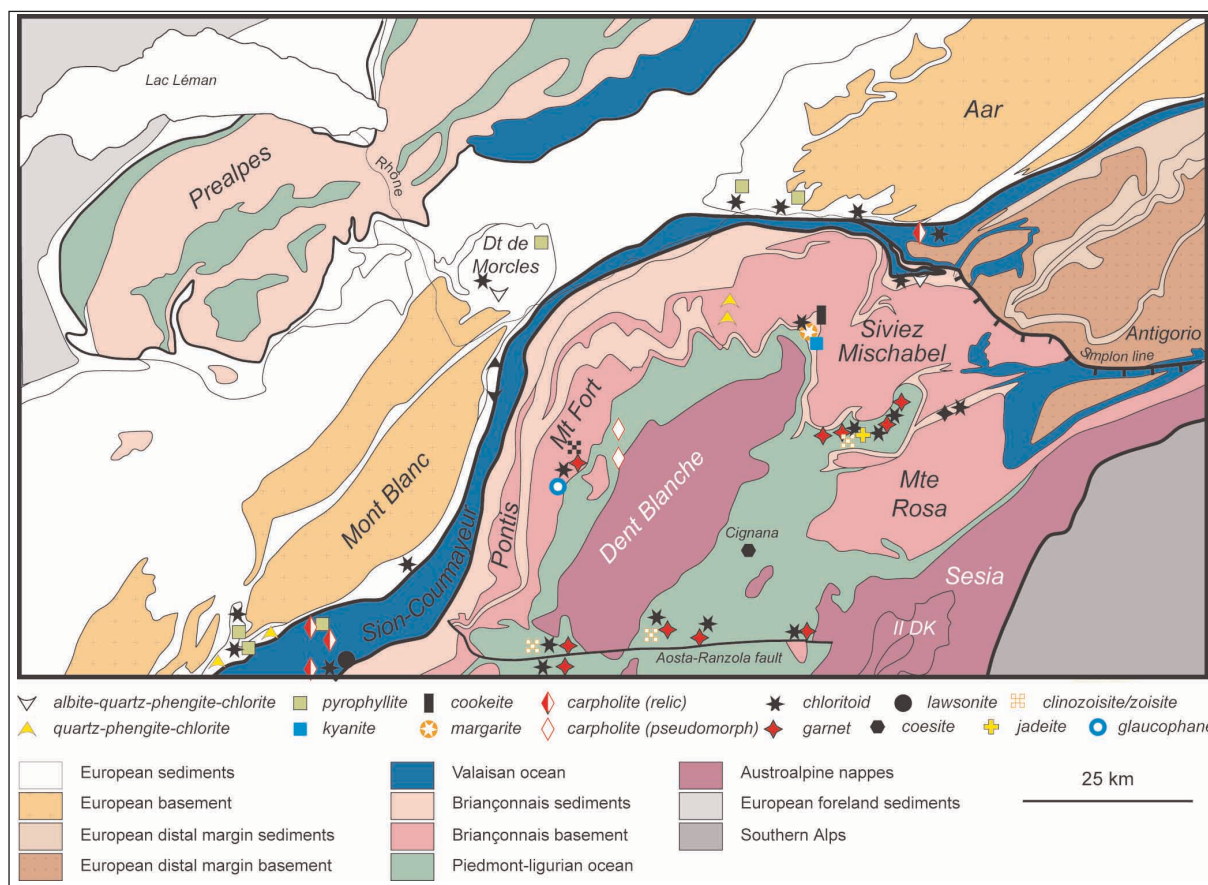 Lac Léman
Prealpes
Rhône
Aar
Dt de
Morcles
Siviez
Mischabel
Antigorio
Simplon line
Mont Blanc
Mt Fort
Pontis
Sion-Courmayeur
Dent Blanche
Mte
Rosa
Cignana
Sesia
II DK
Aosta-Ranzola fault
albite-quartz-phengite-chlorite pyrophyllite cookeite carpholite (relic) chloritoid lawsonite clinozoisite/zoisite
quartz-phengite-chlorite kyanite margarite carpholite (pseudomorph) garnet coesite jadeite glaucophane
European sediments Valaisan ocean Austroalpine nappes
European basement Briançonnais sediments European foreland sediments 25 km
European distal margin sediments Briançonnais basement Southern Alps
European distal margin basement Piedmont-ligurian ocean